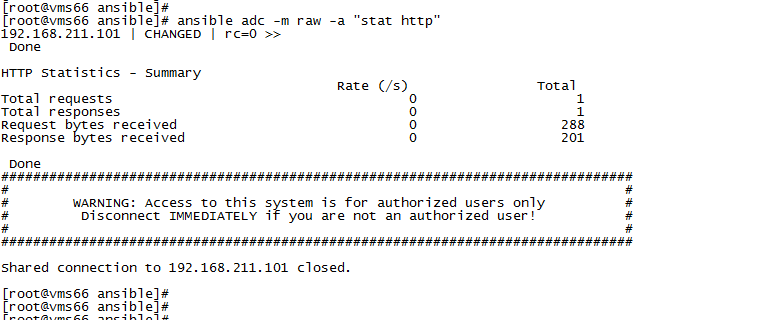 [root@vms66 ansible]#
[root@vms66 ansible]# ansible adc -m raw -a "stat http"
192.168.211.101 | CHANGED | rc=0 >>
 Done

HTTP Statistics - Summary
                                          Rate (/s)                Total
Total requests                                     0                    1
Total responses                                    0                    1
Request bytes received                             0                  288
Response bytes received                            0                  201

 Done
###############################################################################
#                                                                             #
#        WARNING: Access to this system is for authorized users only          #
#         Disconnect IMMEDIATELY if you are not an authorized user!           #
#                                                                             #
###############################################################################

Shared connection to 192.168.211.101 closed.

[root@vms66 ansible]#
[root@vms66 ansible]#
[root@vms66 ansible]#